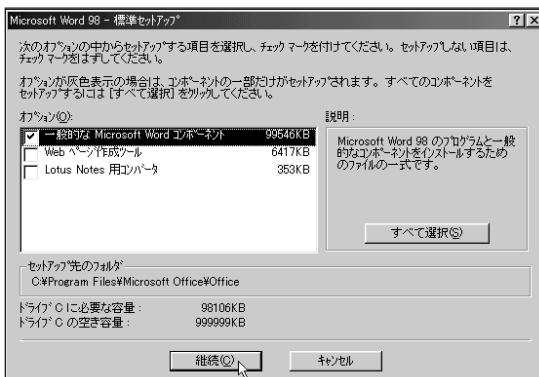 Microsoft Word 98 - 標準ｾｯﾄｱｯﾌﾟ
次のｵﾌﾟｼｮﾝの中からｾｯﾄｱｯﾌﾟする項目を選択し、ﾁｪｯｸ ﾏｰｸを付けてください。ｾｯﾄｱｯﾌﾟしない項目は、
ﾁｪｯｸ ﾏｰｸをはずしてください。
ｵﾌﾟｼｮﾝが灰色表示の場合は、ｺﾝﾎﾟｰﾈﾝﾄの一部だけがｾｯﾄｱｯﾌﾟされます。すべてのｺﾝﾎﾟｰﾈﾝﾄを
ｾｯﾄｱｯﾌﾟするには [すべて選択] をｸﾘｯｸしてください。
ｵﾌﾟｼｮﾝ(O):
一般的な Microsoft Word ｺﾝﾎﾟｰﾈﾝﾄ 99546KB
Web ﾍﾟｰｼﾞ作成ﾂｰﾙ 6417KB
Lotus Notes 用ｺﾝﾊﾞｰﾀ 353KB
説明:
Microsoft Word 98 のﾌﾟﾛｸﾞﾗﾑと一般
的なｺﾝﾎﾟｰﾈﾝﾄをｲﾝｽﾄｰﾙするため
のﾌｧｲﾙの一式です。
すべて選択(S)
ｾｯﾄｱｯﾌﾟ先のﾌｫﾙﾀﾞ
C:¥Program Files¥Microsoft Office¥Office
ﾄﾞﾗｲﾌﾞ C に必要な容量: 98106KB
ﾄﾞﾗｲﾌﾞ C の空き容量: 999999KB
継続(C)
ｷｬﾝｾﾙ